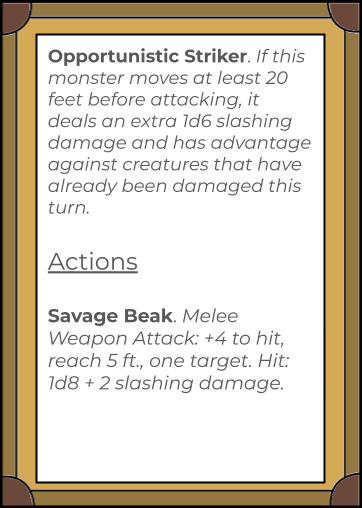 Opportunistic Striker. If this
monster moves at least 20
feet before attacking, it
deals an extra 1d6 slashing
damage and has advantage
against creatures that have
already been damaged this
turn.
Actions
Savage Beak. Melee
Weapon Attack: +4 to hit,
reach 5 ft., one target. Hit:
1d8 + 2 slashing damage.